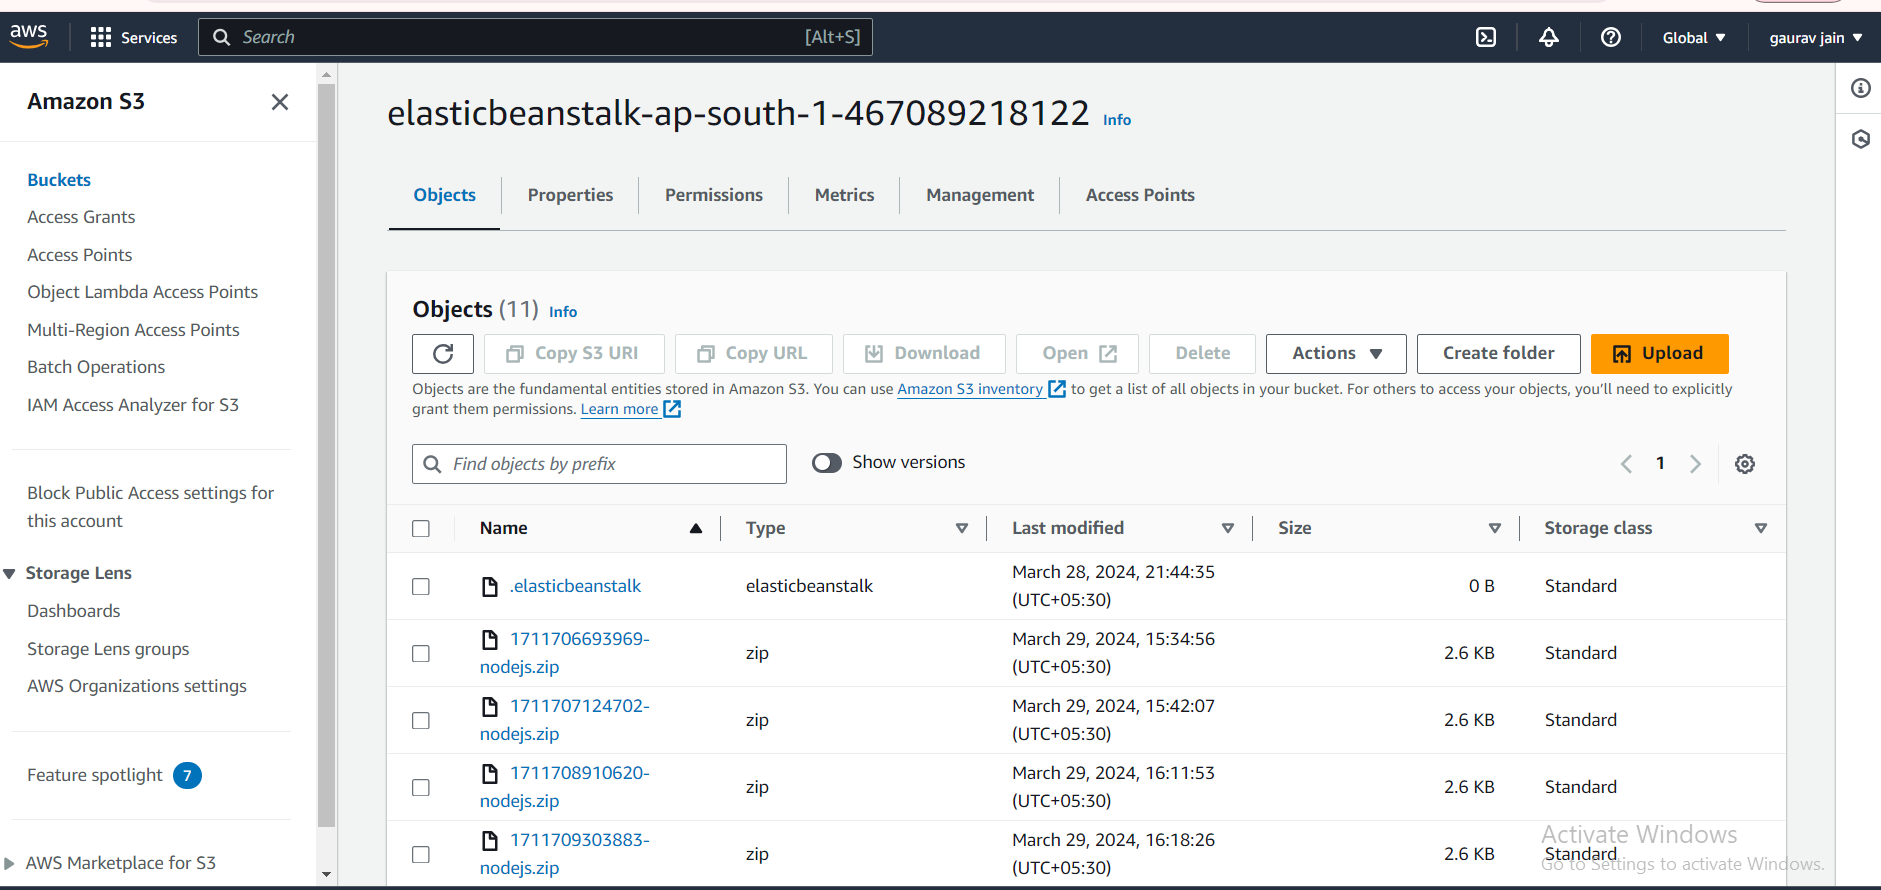 aws
Services
Search
[Alt+S]
Global
gaurav jain
Amazon S3
Buckets
Access Grants
Access Points
Object Lambda Access Points
Multi-Region Access Points
Batch Operations
IAM Access Analyzer for S3
Block Public Access settings for
this account
Storage Lens
Dashboards
Storage Lens groups
AWS Organizations settings
Feature spotlight 7
AWS Marketplace for S3
elasticbeanstalk-ap-south-1-467089218122 Info
Objects Properties Permissions Metrics Management Access Points
Objects (11) Info
Copy S3 URI Copy URL Download Open Delete Actions Create folder Upload
Objects are the fundamental entities stored in Amazon S3. You can use Amazon S3 inventory to get a list of all objects in your bucket. For others to access your objects, you'll need to explicitly
grant them permissions. Learn more
Find objects by prefix
Show versions
1
Name Type Last modified Size Storage class
.elasticbeanstalk elasticbeanstalk March 28, 2024, 21:44:35 (UTC+05:30) 0 B Standard
1711706693969-nodejs.zip zip March 29, 2024, 15:34:56 (UTC+05:30) 2.6 KB Standard
1711707124702-nodejs.zip zip March 29, 2024, 15:42:07 (UTC+05:30) 2.6 KB Standard
1711708910620-nodejs.zip zip March 29, 2024, 16:11:53 (UTC+05:30) 2.6 KB Standard
1711709303883-nodejs.zip zip March 29, 2024, 16:18:26 (UTC+05:30) 2.6 KB Standard
Activate Windows
Go to Settings to activate Windows.